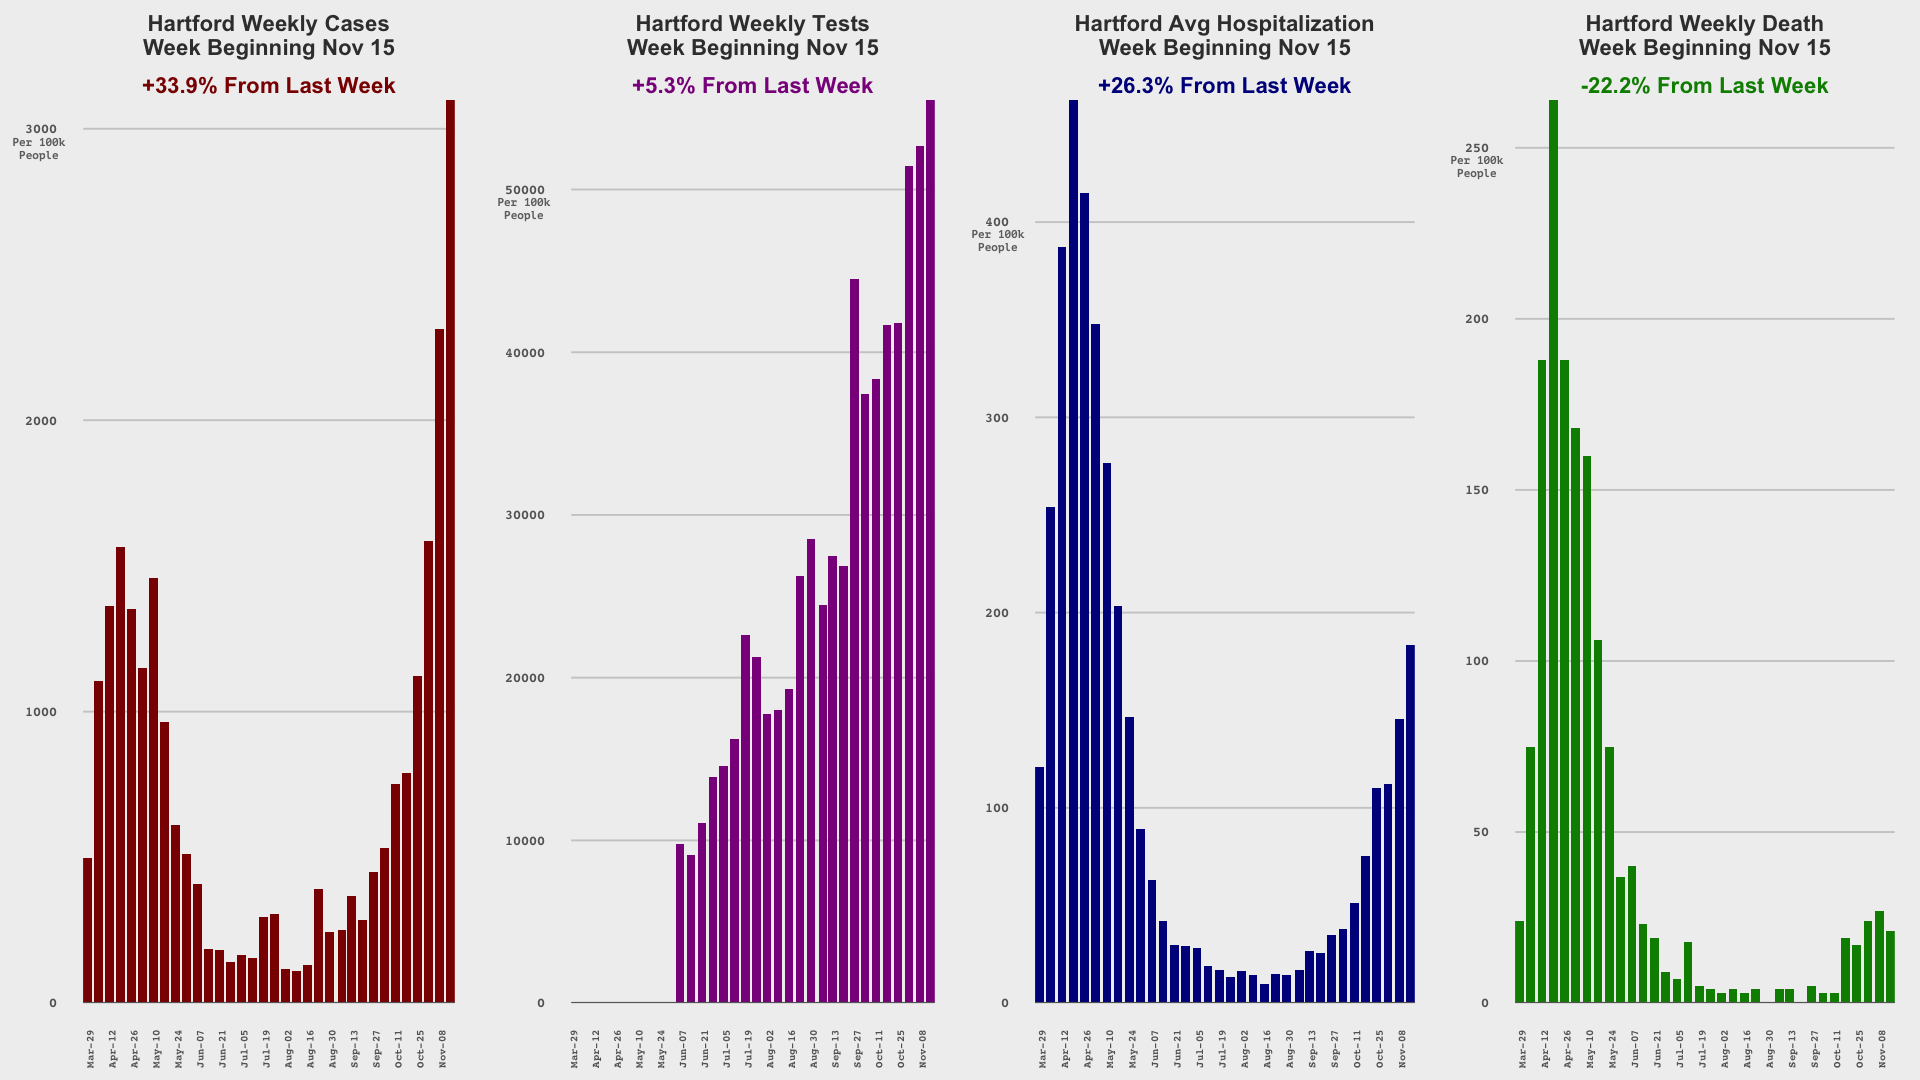 Hartford Weekly Cases
Week Beginning Nov 15
+33.9% From Last Week
3000
Per 100k
People
2000
1000
0
Mar-29
Apr-12
Apr-26
May-10
May-24
Jun-07
Jun-21
Jul-05
Jul-19
Aug-02
Aug-16
Aug-30
Sep-13
Sep-27
Oct-11
Oct-25
Nov-08
Hartford Weekly Tests
Week Beginning Nov 15
+5.3% From Last Week
50000
Per 100k
People
40000
30000
20000
10000
0
Mar-29
Apr-12
Apr-26
May-10
May-24
Jun-07
Jun-21
Jul-05
Jul-19
Aug-02
Aug-16
Aug-30
Sep-13
Sep-27
Oct-11
Oct-25
Nov-08
Hartford Avg Hospitalization
Week Beginning Nov 15
+26.3% From Last Week
400
Per 100k
People
300
200
100
0
Mar-29
Apr-12
Apr-26
May-10
May-24
Jun-07
Jun-21
Jul-05
Jul-19
Aug-02
Aug-16
Aug-30
Sep-13
Sep-27
Oct-11
Oct-25
Nov-08
Hartford Weekly Death
Week Beginning Nov 15
-22.2% From Last Week
250
Per 100k
People
200
150
100
50
0
Mar-29
Apr-12
Apr-26
May-10
May-24
Jun-07
Jun-21
Jul-05
Jul-19
Aug-02
Aug-16
Aug-30
Sep-13
Sep-27
Oct-11
Oct-25
Nov-08